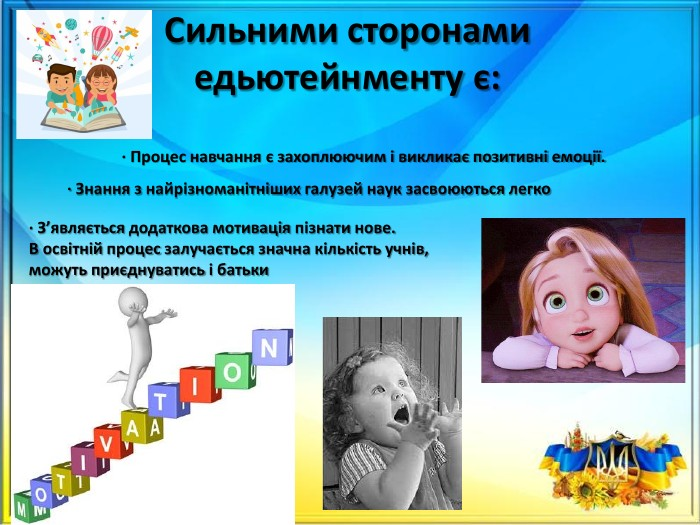 Сильними сторонами
едьютейнменту є:
· Процес навчання є захоплюючим і викликає позитивні емоції.
· Знання з найрізноманітніших галузей наук засвоюються легко
· З’являється додаткова мотивація пізнати нове.
В освітній процес залучається значна кількість учнів,
можуть приєднуватись і батьки
MOTIVATION